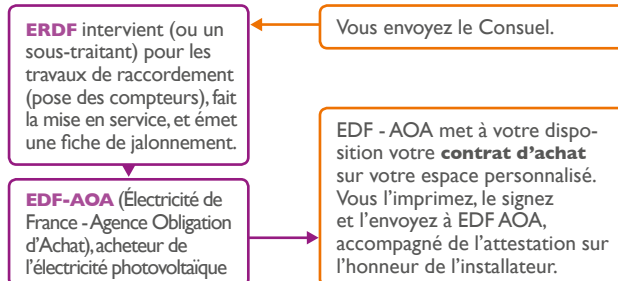 Vous envoyez le Consuel.
ERDF intervient (ou un
sous-traitant) pour les
travaux de raccordement
(pose des compteurs), fait
la mise en service, et émet
une fiche de jalonnement.
EDF-AOA (Électricité de
France - Agence Obligation
d’Achat), acheteur de
l’électricité photovoltaïque
EDF - AOA met à votre dispo-
sition votre contrat d’achat
sur votre espace personnalisé.
Vous l’imprimez, le signez
et l’envoyez à EDF AOA,
accompagné de l’attestation sur
l’honneur de l’installateur.